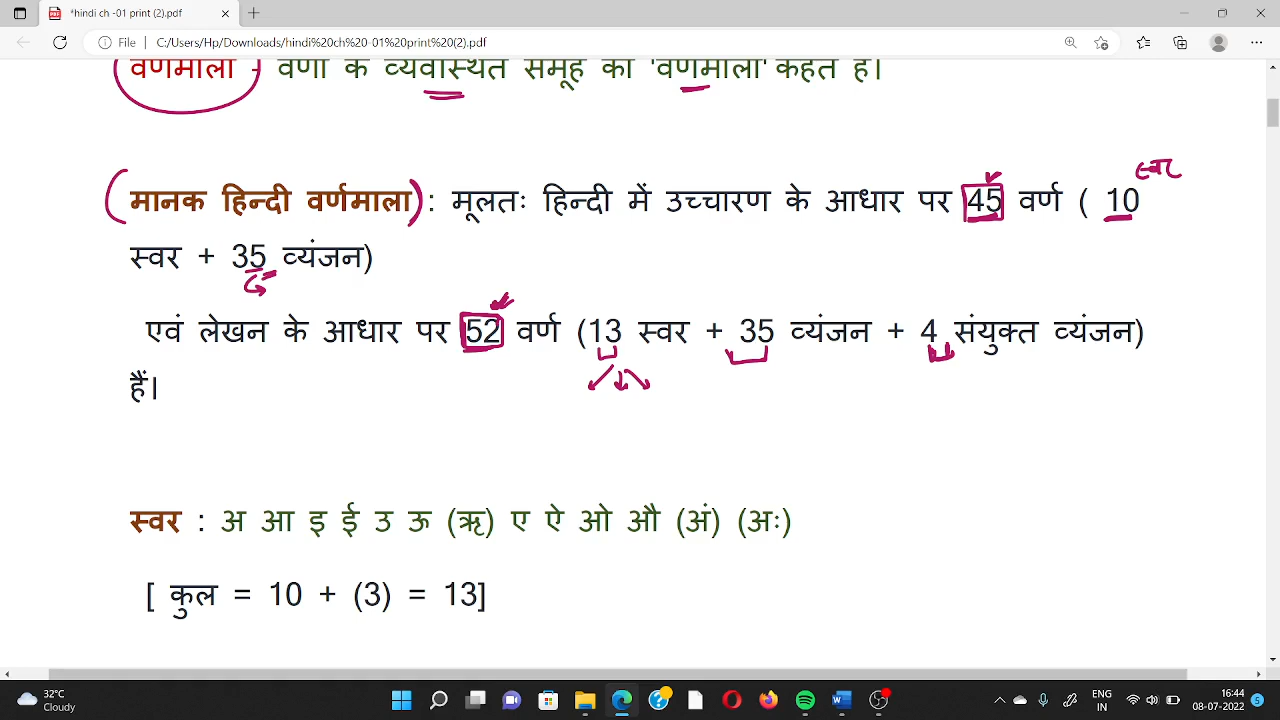 *hindi ch -01 print (2).pdf
File C:/Users/Hp/Downloads/hindi%20ch%20-01%20print%20(2).pdf
वर्णमाला - वर्णों के व्यवस्थित समूह को 'वर्णमाला' कहते हैं।
स्वर
(मानक हिन्दी वर्णमाला) : मूलतः हिन्दी में उच्चारण के आधार पर 45 वर्ण ( 10
स्वर + 35 व्यंजन)
एवं लेखन के आधार पर 52 वर्ण (13 स्वर + 35 व्यंजन + 4 संयुक्त व्यंजन)
हैं।
स्वर : अ आ इ ई उ ऊ (ऋ) ए ऐ ओ औ (अं) (अः)
[ कुल = 10 + (3) = 13]
32°C
Cloudy
ENG
IN
16:44
08-07-2022
5